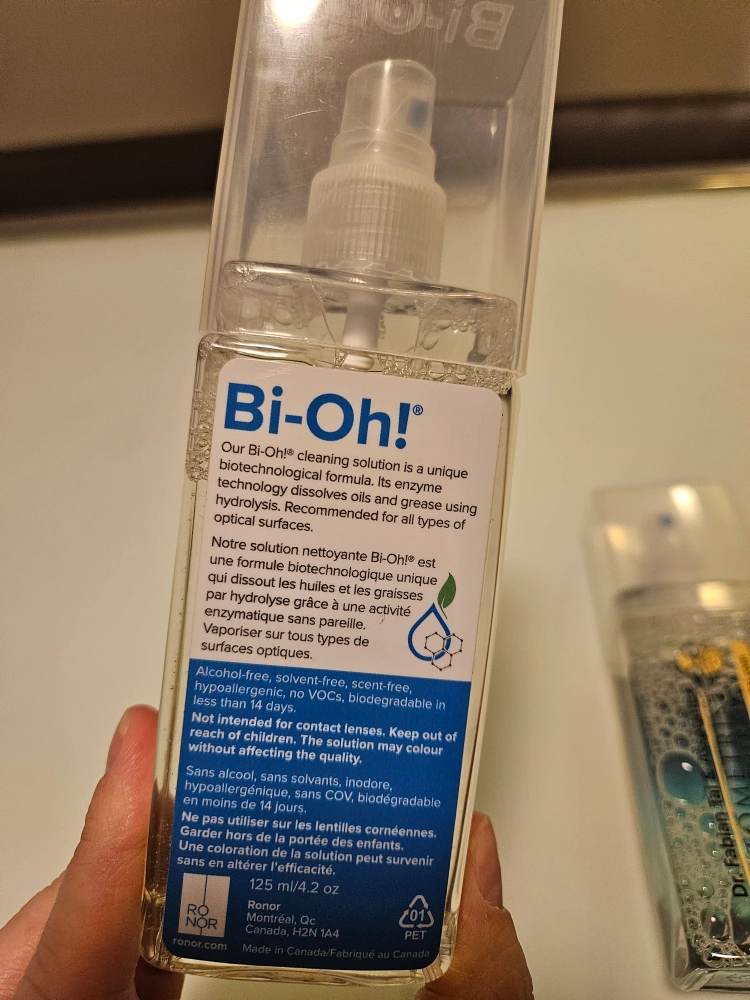 Bi-Oh!
Bi-Oh!®
Our Bi-Oh!® cleaning solution is a unique
biotechnological formula. Its enzyme
technology dissolves oils and grease using
hydrolysis. Recommended for all types of
optical surfaces.
Notre solution nettoyante Bi-Oh!® est
une formule biotechnologique unique
qui dissout les huiles et les graisses
par hydrolyse grâce à une activité
enzymatique sans pareille.
Vaporiser sur tous types de
surfaces optiques.
Alcohol-free, solvent-free, scent-free,
hypoallergenic, no VOCs, biodegradable in
less than 14 days.
Not intended for contact lenses. Keep out of
reach of children. The solution may colour
without affecting the quality.
Sans alcool, sans solvants, inodore,
hypoallergénique, sans COV, biodégradable
en moins de 14 jours.
Ne pas utiliser sur les lentilles cornéennes.
Garder hors de la portée des enfants.
Une coloration de la solution peut survenir
sans en altérer l'efficacité.
RO
NOR
ronor.com
125 ml/4.2 oz
Ronor
Montréal, Qc
Canada, H2N 1A4
Made in Canada/Fabriqué au Canada
01
PET
Dr. Fabian